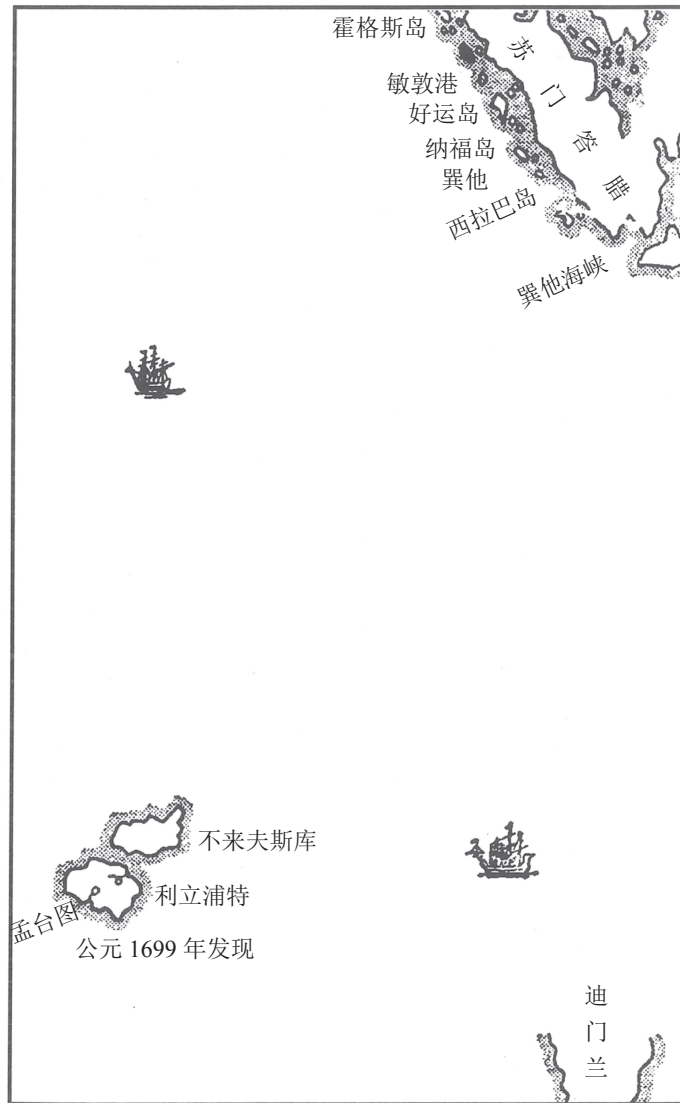 霍格斯岛
苏门答腊
敏敦港
好运岛
纳福岛
巽他
西拉巴岛
巽他海峡
不来夫斯库
利立浦特
孟台图
公元 1699 年发现
迪门兰